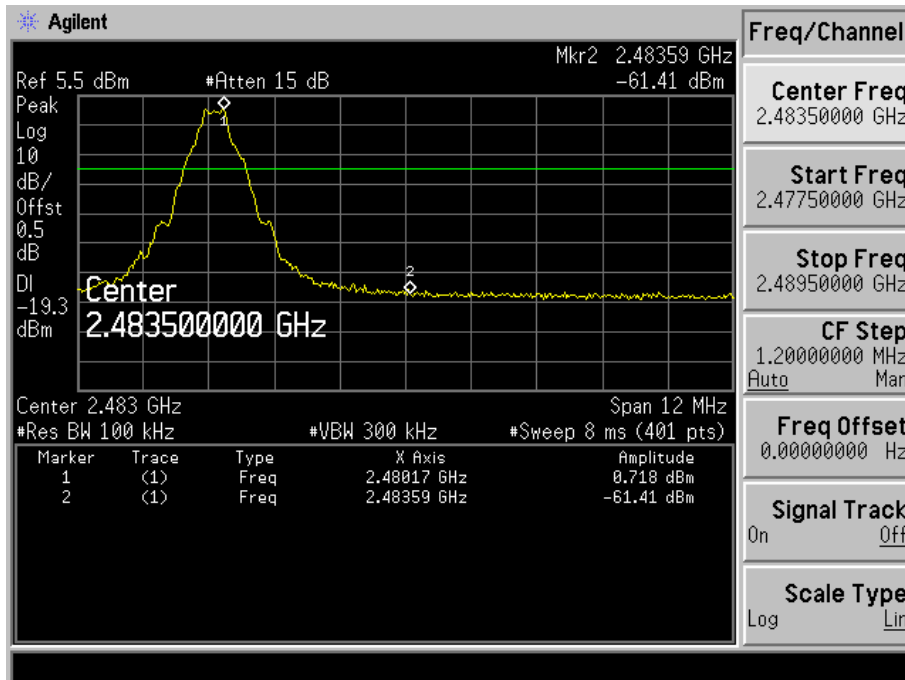 Agilent
Mkr2 2.48359 GHz
Ref 5.5 dBm #Atten 15 dB -61.41 dBm
Peak
Log
10
dB/
Offst
0.5
dB
DI
-19.3
dBm
1
2
Center
2.483500000 GHz
Center 2.483 GHz Span 12 MHz
#Res BW 100 kHz #VBW 300 kHz #Sweep 8 ms (401 pts)
Marker Trace Type X Axis Amplitude
1 (1) Freq 2.48017 GHz 0.718 dBm
2 (1) Freq 2.48359 GHz -61.41 dBm
Freq/Channel
Center Freq
2.48350000 GHz
Start Freq
2.47750000 GHz
Stop Freq
2.48950000 GHz
CF Step
1.20000000 MHz
Auto Man
Freq Offset
0.00000000 Hz
Signal Track
On Off
Scale Type
Log Lin